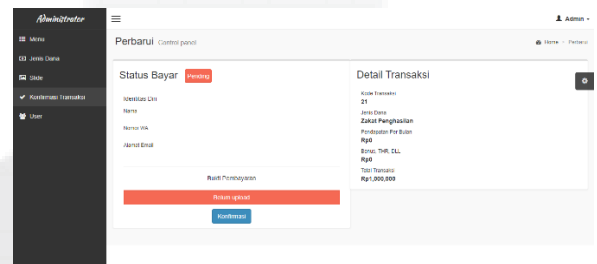 Administrator
Admin
Menu
Jenis Dana
Slide
Konfirmasi Transaksi
User
Perbarui Control panel
Home > Perbarui
Status Bayar Pending
Identitas Diri
Nama
Nomor WA
Alamat Email
Bukti Pembayaran
Belum upload
Konfirmasi
Detail Transaksi
Kode Transaksi
21
Jenis Dana
Zakat Penghasilan
Pendapatan Per Bulan
Rp0
Bonus, THR, DLL
Rp0
Total Transaksi
Rp1,000,000